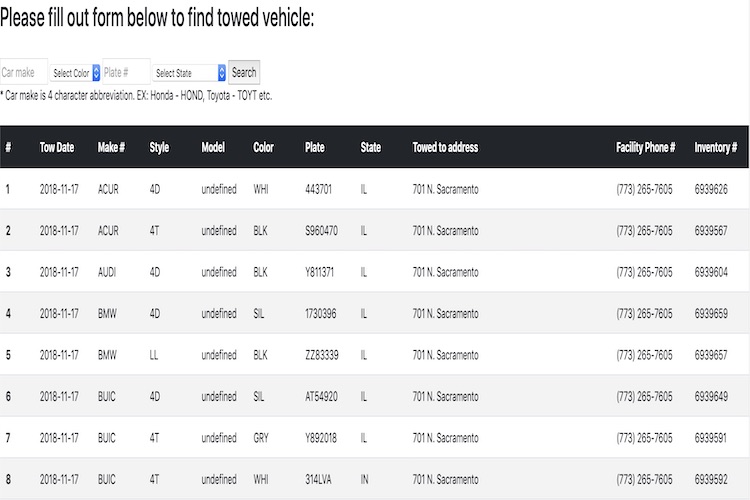 Please fill out form below to find towed vehicle:
Car make Select Color Plate # Select State Search
* Car make is 4 character abbreviation. EX: Honda - HOND, Toyota - TOYT etc.
# Tow Date Make # Style Model Color Plate State Towed to address Facility Phone # Inventory #
1 2018-11-17 ACUR 4D undefined WHI 443701 IL 701 N. Sacramento (773) 265-7605 6939626
2 2018-11-17 ACUR 4T undefined BLK S960470 IL 701 N. Sacramento (773) 265-7605 6939567
3 2018-11-17 AUDI 4D undefined BLK Y811371 IL 701 N. Sacramento (773) 265-7605 6939604
4 2018-11-17 BMW 4D undefined SIL 1730396 IL 701 N. Sacramento (773) 265-7605 6939659
5 2018-11-17 BMW LL undefined BLK ZZ83339 IL 701 N. Sacramento (773) 265-7605 6939657
6 2018-11-17 BUIC 4D undefined SIL AT54920 IL 701 N. Sacramento (773) 265-7605 6939649
7 2018-11-17 BUIC 4T undefined GRY Y892018 IL 701 N. Sacramento (773) 265-7605 6939591
8 2018-11-17 BUIC 4T undefined WHI 314LVA IN 701 N. Sacramento (773) 265-7605 6939592